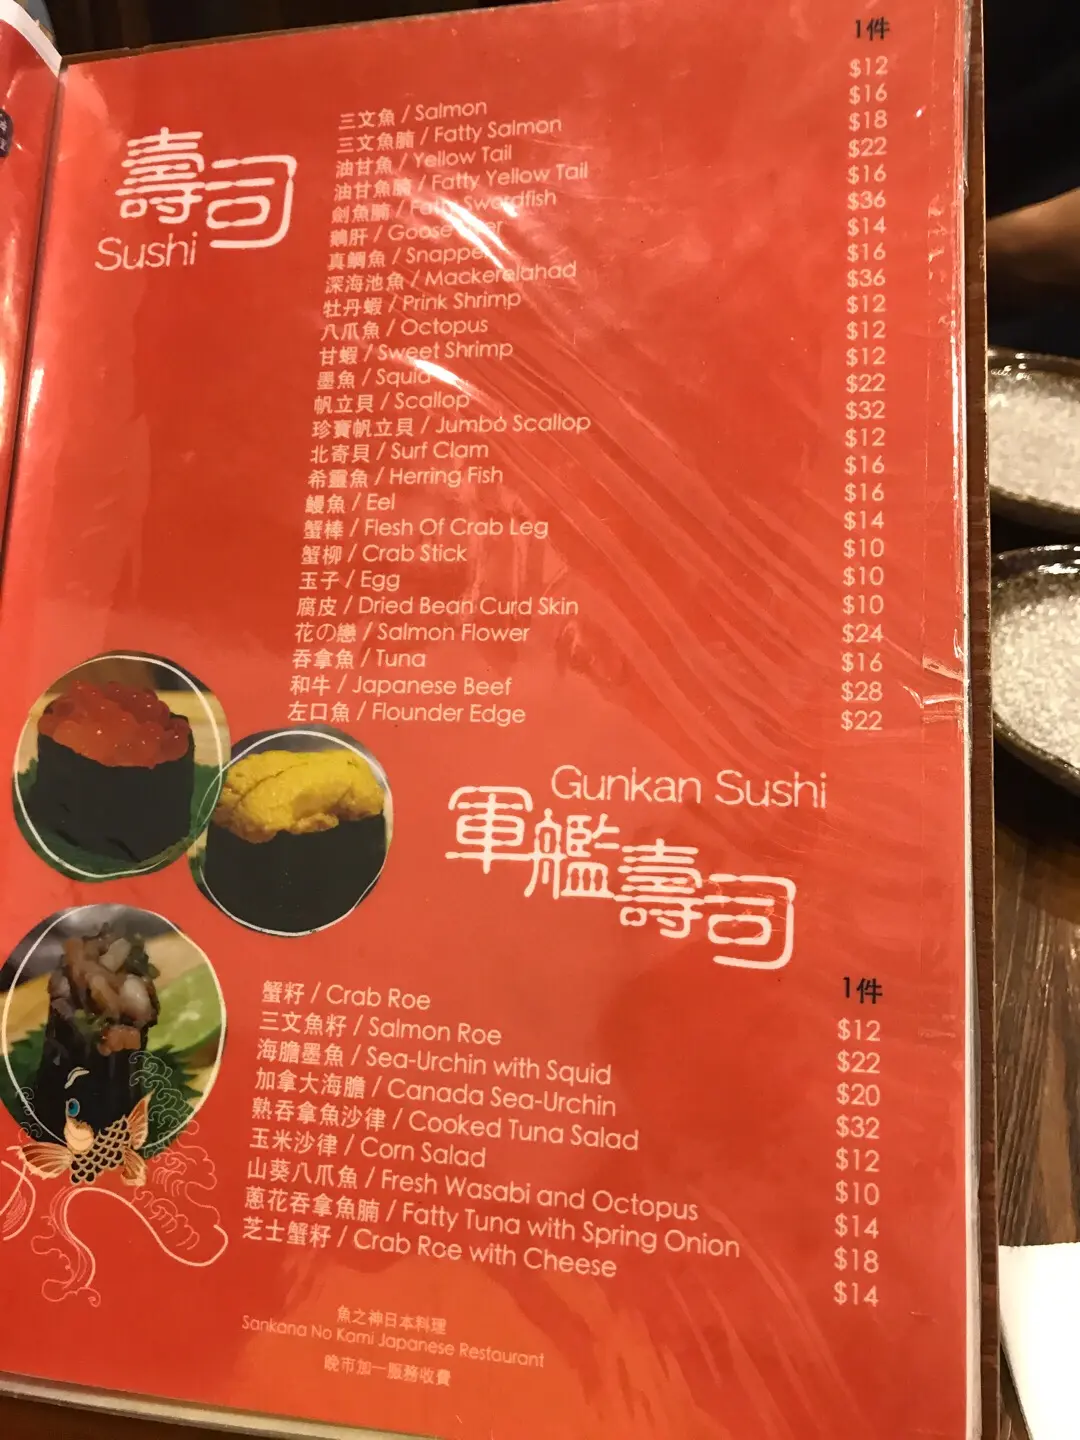 壽司
Sushi
1件
三文魚 / Salmon $12
三文魚腩 / Fatty Salmon $16
油甘魚 / Yellow Tail $18
油甘魚腩 / Fatty Yellow Tail $22
劍魚腩 / Fatty Swordfish $16
鵝肝 / Goose Liver $36
真鯛魚 / Snapper $14
深海池魚 / Mackerelahad $16
牡丹蝦 / Prink Shrimp $36
八爪魚 / Octopus $12
甘蝦 / Sweet Shrimp $12
墨魚 / Squid $12
帆立貝 / Scallop $22
珍寶帆立貝 / Jumbo Scallop $32
北寄貝 / Surf Clam $12
希靈魚 / Herring Fish $16
鰻魚 / Eel $16
蟹棒 / Flesh Of Crab Leg $14
蟹柳 / Crab Stick $10
玉子 / Egg $10
腐皮 / Dried Bean Curd Skin $10
花の戀 / Salmon Flower $24
吞拿魚 / Tuna $16
和牛 / Japanese Beef $28
左口魚 / Flounder Edge $22
Gunkan Sushi
軍艦壽司
1件
蟹籽 / Crab Roe $12
三文魚籽 / Salmon Roe $22
海膽墨魚 / Sea-Urchin with Squid $20
加拿大海膽 / Canada Sea-Urchin $32
熟吞拿魚沙律 / Cooked Tuna Salad $12
玉米沙律 / Corn Salad $10
山葵八爪魚 / Fresh Wasabi and Octopus $14
蔥花吞拿魚腩 / Fatty Tuna with Spring Onion $18
芝士蟹籽 / Crab Roe with Cheese $14
魚之神日本料理
Sankana No Kami Japanese Restaurant
晚市加一服務收費